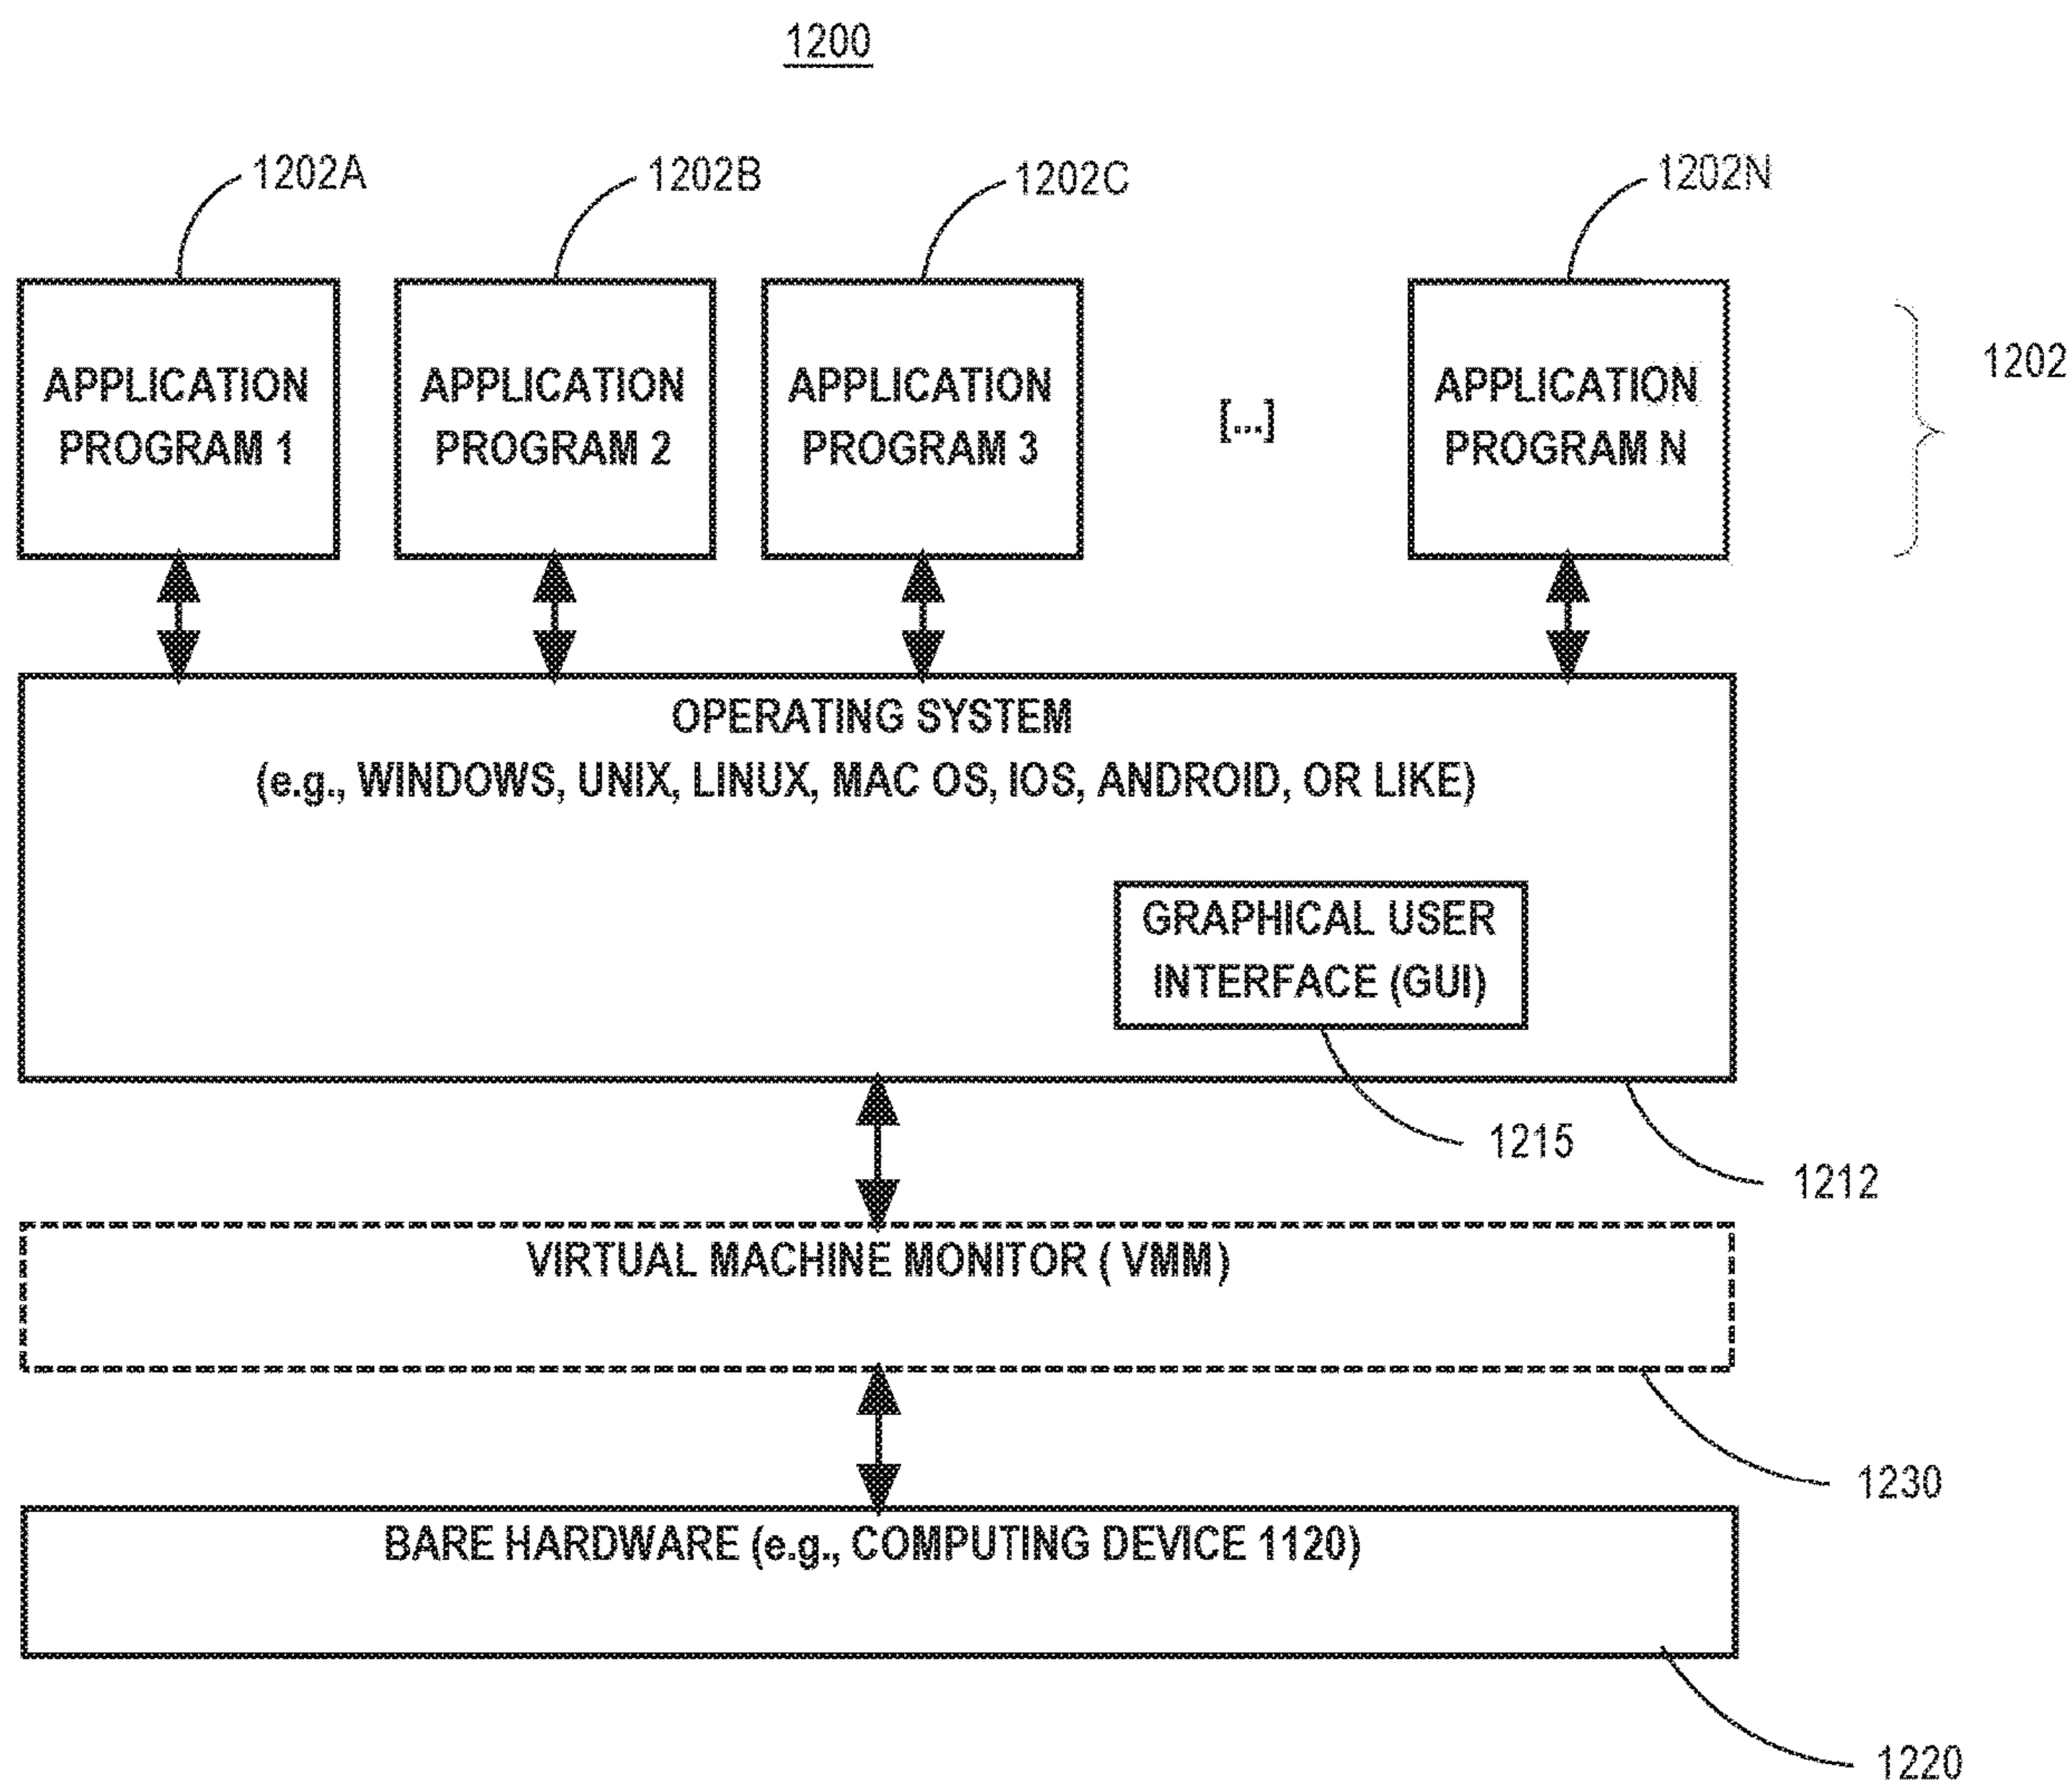 1200
1202A
1202B
1202C
1202N
APPLICATION
PROGRAM 1
APPLICATION
PROGRAM 2
APPLICATION
PROGRAM 3
[...]
APPLICATION
PROGRAM N
1202
OPERATING SYSTEM
(e.g., WINDOWS, UNIX, LINUX, MAC OS, IOS, ANDROID, OR LIKE)
GRAPHICAL USER
INTERFACE (GUI)
1215
1212
VIRTUAL MACHINE MONITOR ( VMM)
1230
BARE HARDWARE (e.g., COMPUTING DEVICE 1120)
1220